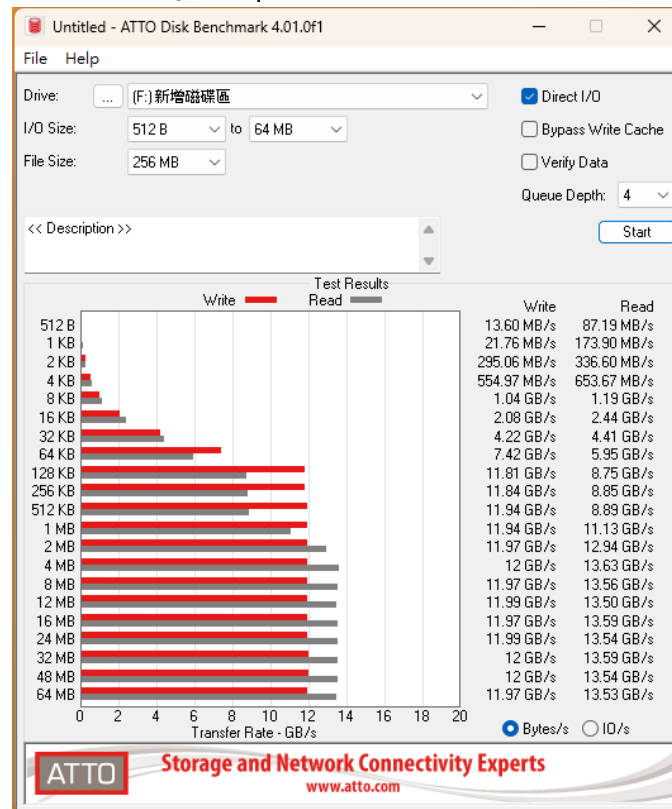 Untitled - ATTO Disk Benchmark 4.01.0f1
File Help
Drive: ... (F:)新增磁碟區 Direct I/O
I/O Size: 512 B to 64 MB Bypass Write Cache
File Size: 256 MB Verify Data
Queue Depth: 4
<< Description >> Start
Test Results
Write Read Write Read
512 B 13.60 MB/s 87.19 MB/s
1 KB 21.76 MB/s 173.90 MB/s
2 KB 295.06 MB/s 336.60 MB/s
4 KB 554.97 MB/s 653.67 MB/s
8 KB 1.04 GB/s 1.19 GB/s
16 KB 2.08 GB/s 2.44 GB/s
32 KB 4.22 GB/s 4.41 GB/s
64 KB 7.42 GB/s 5.95 GB/s
128 KB 11.81 GB/s 8.75 GB/s
256 KB 11.84 GB/s 8.85 GB/s
512 KB 11.94 GB/s 8.89 GB/s
1 MB 11.94 GB/s 11.13 GB/s
2 MB 11.97 GB/s 12.94 GB/s
4 MB 12 GB/s 13.63 GB/s
8 MB 11.97 GB/s 13.56 GB/s
12 MB 11.99 GB/s 13.50 GB/s
16 MB 11.97 GB/s 13.59 GB/s
24 MB 11.99 GB/s 13.54 GB/s
32 MB 12 GB/s 13.59 GB/s
48 MB 12 GB/s 13.54 GB/s
64 MB 11.97 GB/s 13.53 GB/s
0 2 4 6 8 10 12 14 16 18 20
Transfer Rate - GB/s Bytes/s IO/s
ATTO Storage and Network Connectivity Experts
www.atto.com